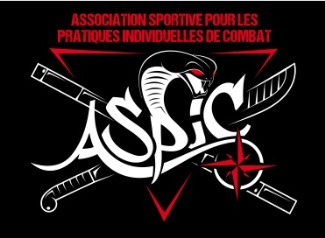 ASSOCIATION SPORTIVE POUR LES
PRATIQUES INDIVIDUELLES DE COMBAT
ASPiC